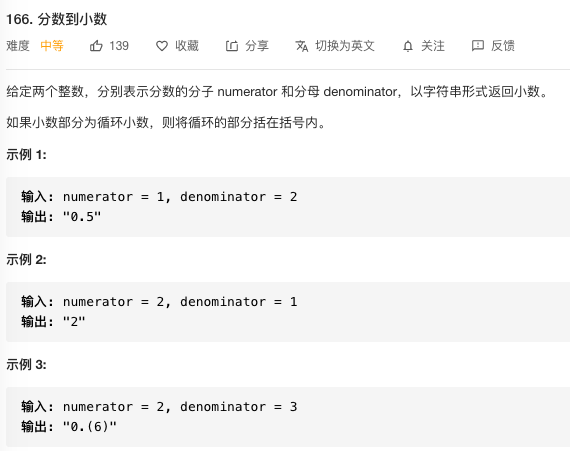 166. 分数到小数
难度 中等 139 收藏 分享 切换为英文 关注 反馈
给定两个整数，分别表示分数的分子 numerator 和分母 denominator，以字符串形式返回小数。
如果小数部分为循环小数，则将循环的部分括在括号内。
示例 1:
输入: numerator = 1, denominator = 2
输出: "0.5"
示例 2:
输入: numerator = 2, denominator = 1
输出: "2"
示例 3:
输入: numerator = 2, denominator = 3
输出: "0.(6)"